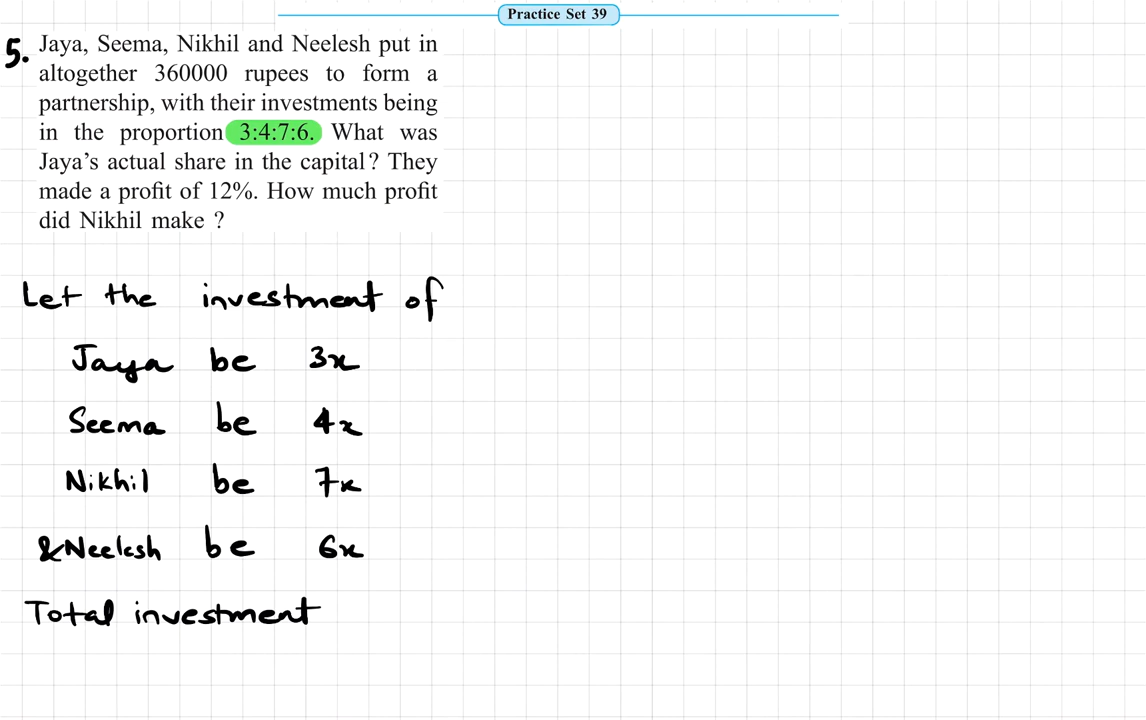 Practice Set 39
5. Jaya, Seema, Nikhil and Neelesh put in
altogether 360000 rupees to form a
partnership, with their investments being
in the proportion 3:4:7:6. What was
Jaya’s actual share in the capital? They
made a profit of 12%. How much profit
did Nikhil make ?
Let the investment of
Jaya be 3x
Seema be 4x
Nikhil be 7x
&Neelesh be 6x
Total investment